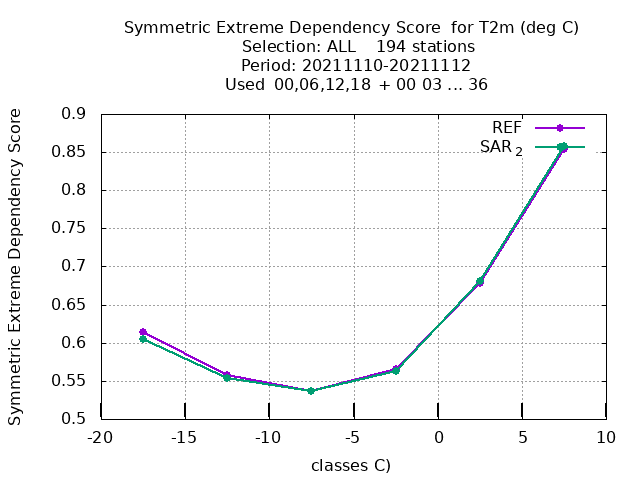 Symmetric Extreme Dependency Score  for T2m (deg C)
Selection: ALL    194 stations
Period: 20211110-20211112
Used  00,06,12,18  + 00 03 ... 36
Symmetric Extreme Dependency Score
0.9
0.85
0.8
0.75
0.7
0.65
0.6
0.55
0.5
REF
SAR 2
-20 -15 -10 -5 0 5 10
classes C)